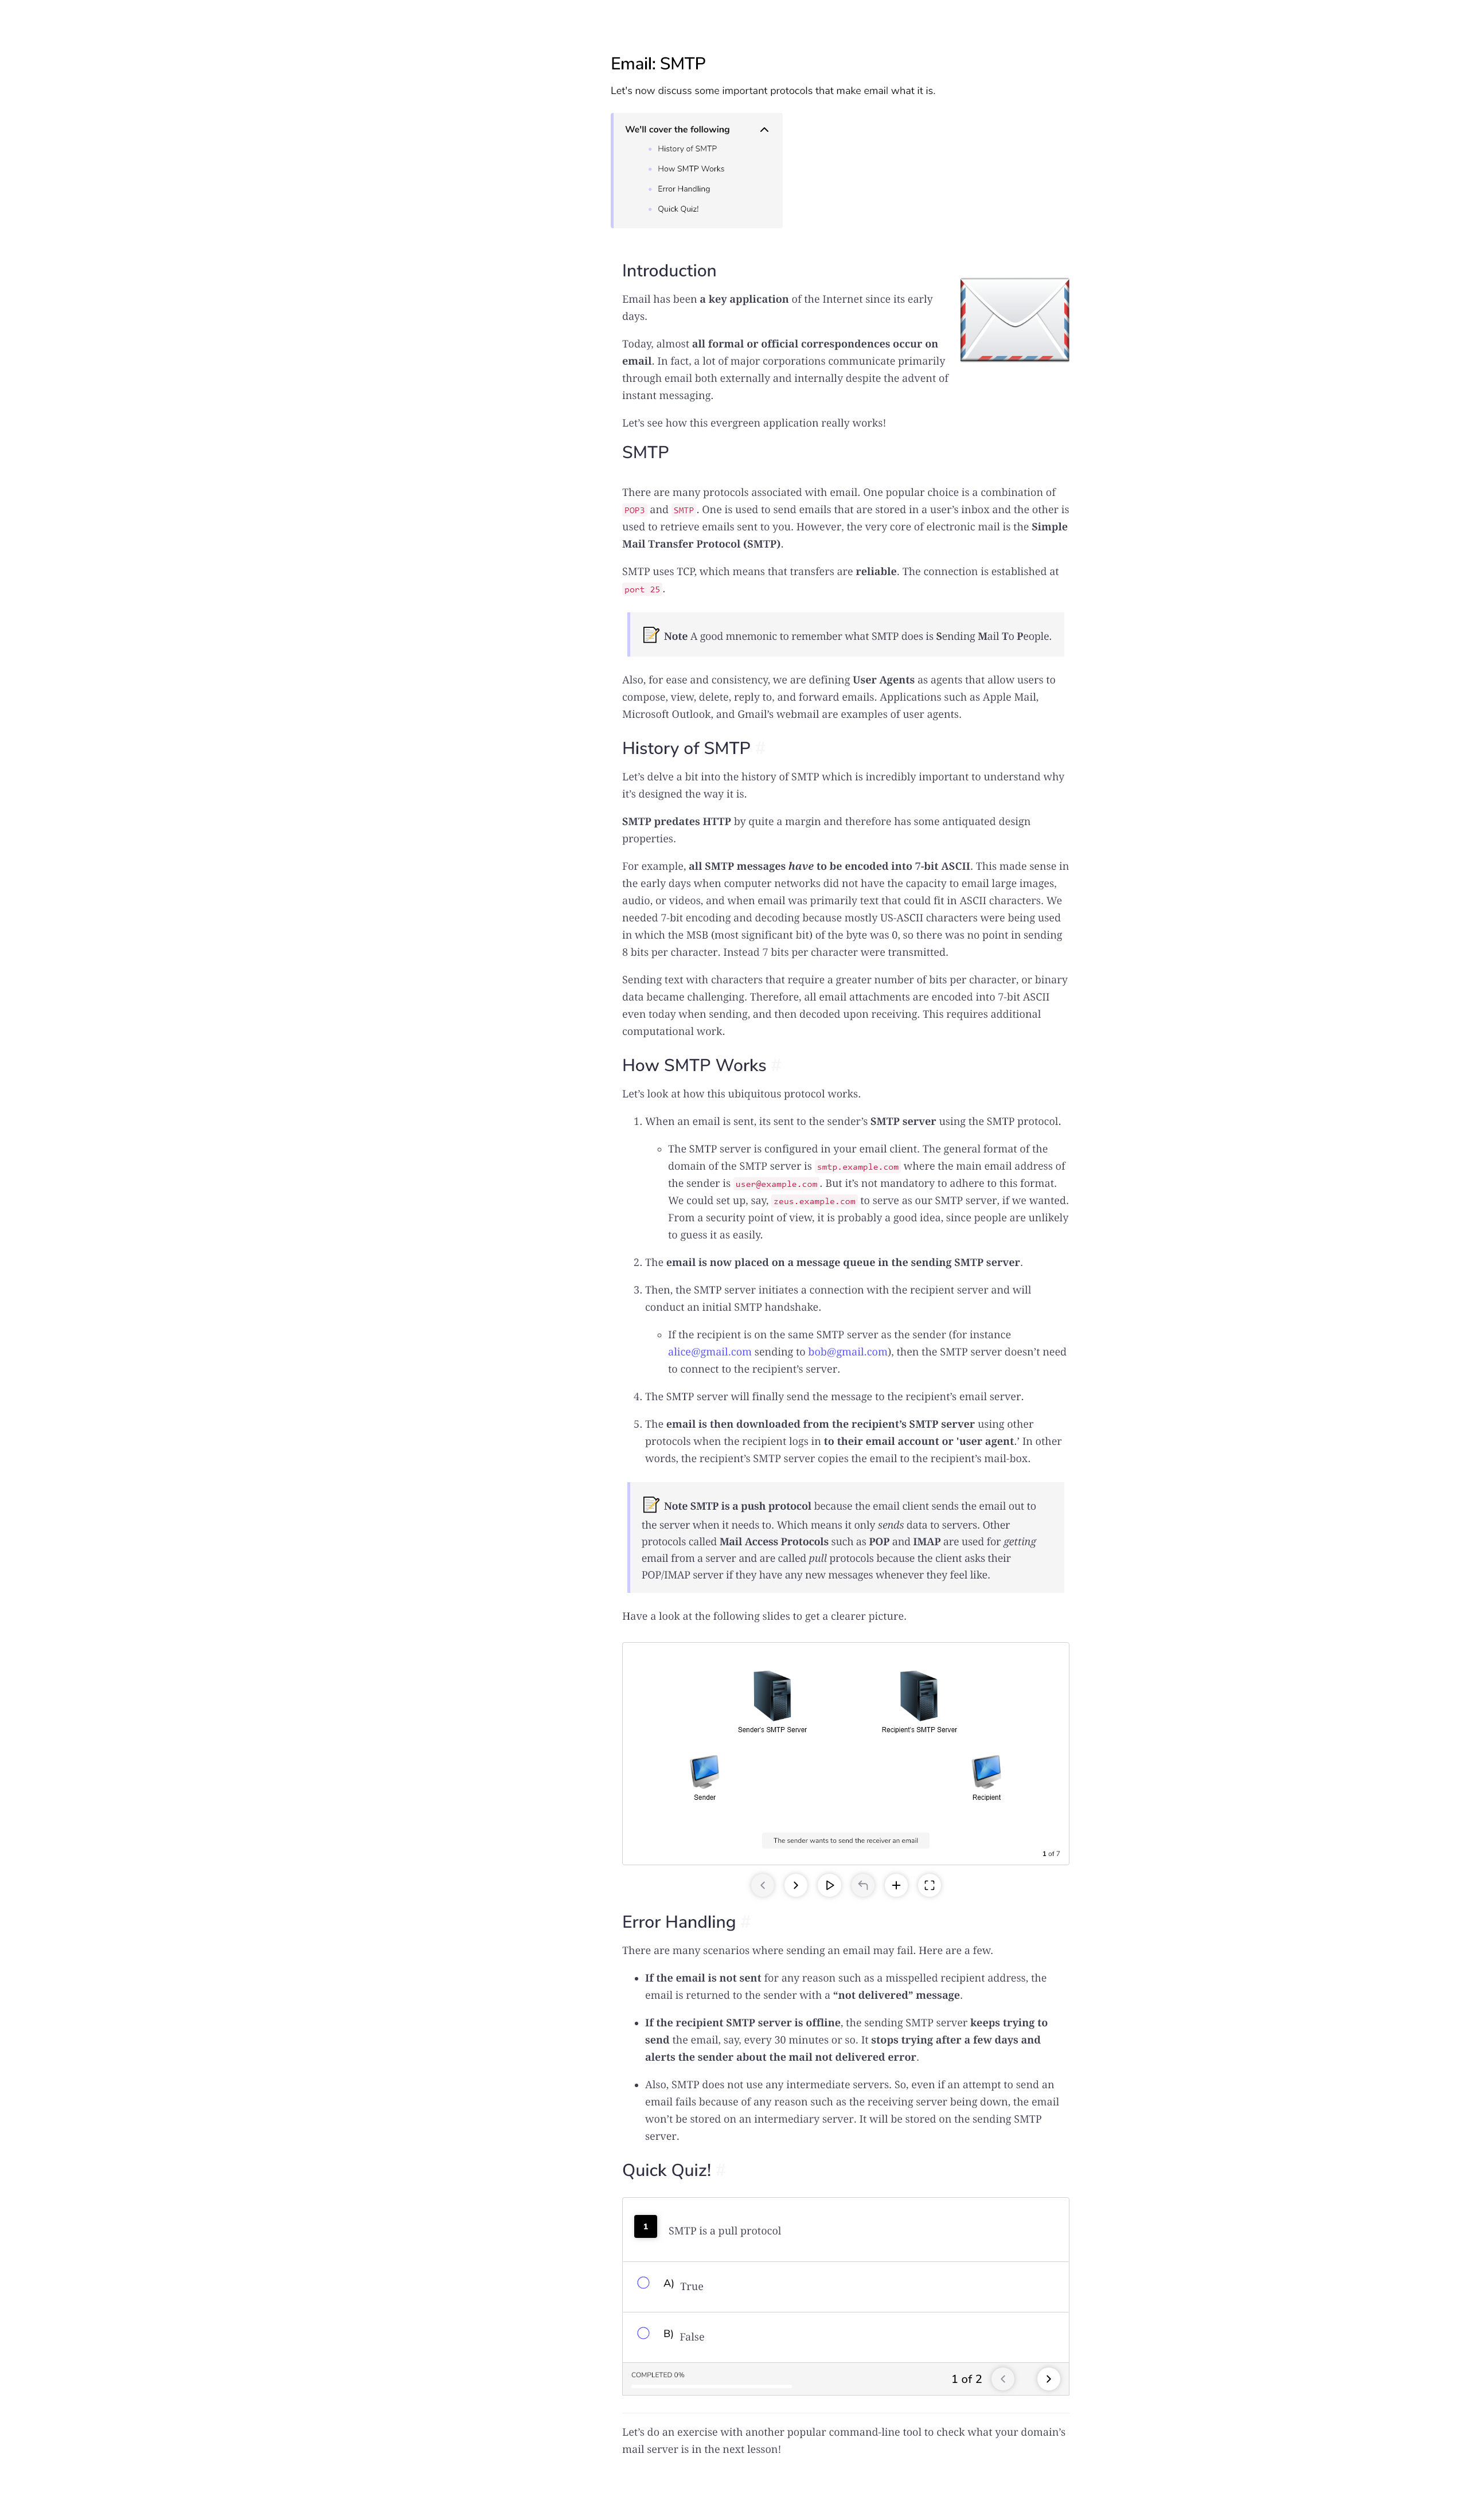 Email: SMTP
Let's now discuss some important protocols that make email what it is.
We'll cover the following
History of SMTP
How SMTP Works
Error Handling
Quick Quiz!
Introduction
Email has been a key application of the Internet since its early
days.
Today, almost all formal or official correspondences occur on
email. In fact, a lot of major corporations communicate primarily
through email both externally and internally despite the advent of
instant messaging.
Let’s see how this evergreen application really works!
SMTP
There are many protocols associated with email. One popular choice is a combination of
POP3 and SMTP. One is used to send emails that are stored in a user’s inbox and the other is
used to retrieve emails sent to you. However, the very core of electronic mail is the Simple
Mail Transfer Protocol (SMTP).
SMTP uses TCP, which means that transfers are reliable. The connection is established at
port 25.
Note A good mnemonic to remember what SMTP does is Sending Mail To People.
Also, for ease and consistency, we are defining User Agents as agents that allow users to
compose, view, delete, reply to, and forward emails. Applications such as Apple Mail,
Microsoft Outlook, and Gmail’s webmail are examples of user agents.
History of SMTP #
Let’s delve a bit into the history of SMTP which is incredibly important to understand why
it’s designed the way it is.
SMTP predates HTTP by quite a margin and therefore has some antiquated design
properties.
For example, all SMTP messages have to be encoded into 7-bit ASCII. This made sense in
the early days when computer networks did not have the capacity to email large images,
audio, or videos, and when email was primarily text that could fit in ASCII characters. We
needed 7-bit encoding and decoding because mostly US-ASCII characters were being used
in which the MSB (most significant bit) of the byte was 0, so there was no point in sending
8 bits per character. Instead 7 bits per character were transmitted.
Sending text with characters that require a greater number of bits per character, or binary
data became challenging. Therefore, all email attachments are encoded into 7-bit ASCII
even today when sending, and then decoded upon receiving. This requires additional
computational work.
How SMTP Works #
Let’s look at how this ubiquitous protocol works.
1. When an email is sent, its sent to the sender’s SMTP server using the SMTP protocol.
The SMTP server is configured in your email client. The general format of the
domain of the SMTP server is smtp.example.com where the main email address of
the sender is user@example.com. But it’s not mandatory to adhere to this format.
We could set up, say, zeus.example.com to serve as our SMTP server, if we wanted.
From a security point of view, it is probably a good idea, since people are unlikely
to guess it as easily.
2. The email is now placed on a message queue in the sending SMTP server.
3. Then, the SMTP server initiates a connection with the recipient server and will
conduct an initial SMTP handshake.
If the recipient is on the same SMTP server as the sender (for instance
alice@gmail.com sending to bob@gmail.com), then the SMTP server doesn’t need
to connect to the recipient’s server.
4. The SMTP server will finally send the message to the recipient’s email server.
5. The email is then downloaded from the recipient’s SMTP server using other
protocols when the recipient logs in to their email account or 'user agent.’ In other
words, the recipient’s SMTP server copies the email to the recipient’s mail-box.
Note SMTP is a push protocol because the email client sends the email out to
the server when it needs to. Which means it only sends data to servers. Other
protocols called Mail Access Protocols such as POP and IMAP are used for getting
email from a server and are called pull protocols because the client asks their
POP/IMAP server if they have any new messages whenever they feel like.
Have a look at the following slides to get a clearer picture.
Sender's SMTP Server
Recipient's SMTP Server
Sender
Recipient
The sender wants to send the receiver an email
1 of 7
Error Handling #
There are many scenarios where sending an email may fail. Here are a few.
If the email is not sent for any reason such as a misspelled recipient address, the
email is returned to the sender with a “not delivered” message.
If the recipient SMTP server is offline, the sending SMTP server keeps trying to
send the email, say, every 30 minutes or so. It stops trying after a few days and
alerts the sender about the mail not delivered error.
Also, SMTP does not use any intermediate servers. So, even if an attempt to send an
email fails because of any reason such as the receiving server being down, the email
won’t be stored on an intermediary server. It will be stored on the sending SMTP
server.
Quick Quiz! #
1 SMTP is a pull protocol
A) True
B) False
COMPLETED 0%
1 of 2
Let’s do an exercise with another popular command-line tool to check what your domain’s
mail server is in the next lesson!